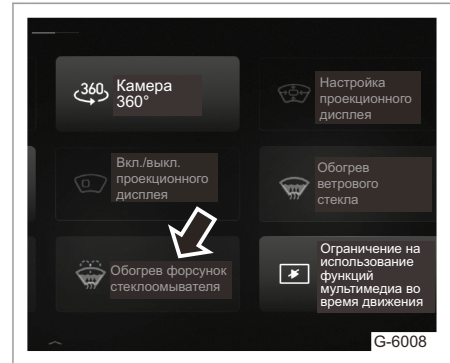 360
Камера
360°
Настройка
проекционного
дисплея
Вкл./выкл.
проекционного
дисплея
Обогрев
ветрового
стекла
Обогрев форсунок
стеклоомывателя
Ограничение на
использование
функций
мультимедиа во
время движения
G-6008